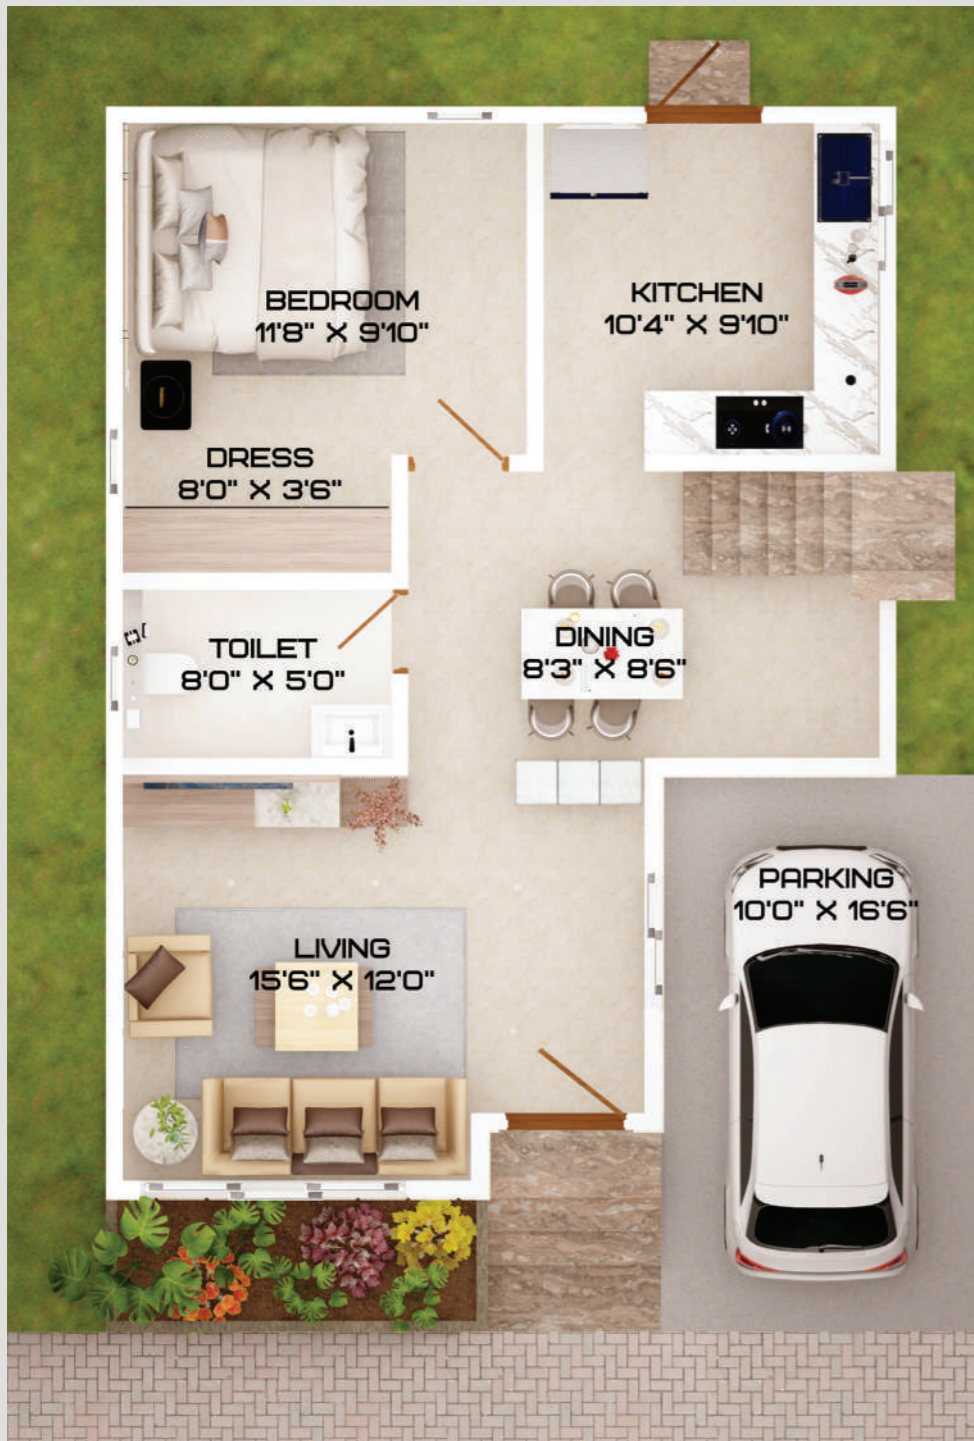 BEDROOM
11'8" X 9'10"
KITCHEN
10'4" X 9'10"
DRESS
8'0" X 3'6"
TOILET
8'0" X 5'0"
DINING
8'3" X 8'6"
PARKING
10'0" X 16'6"
LIVING
15'6" X 12'0"